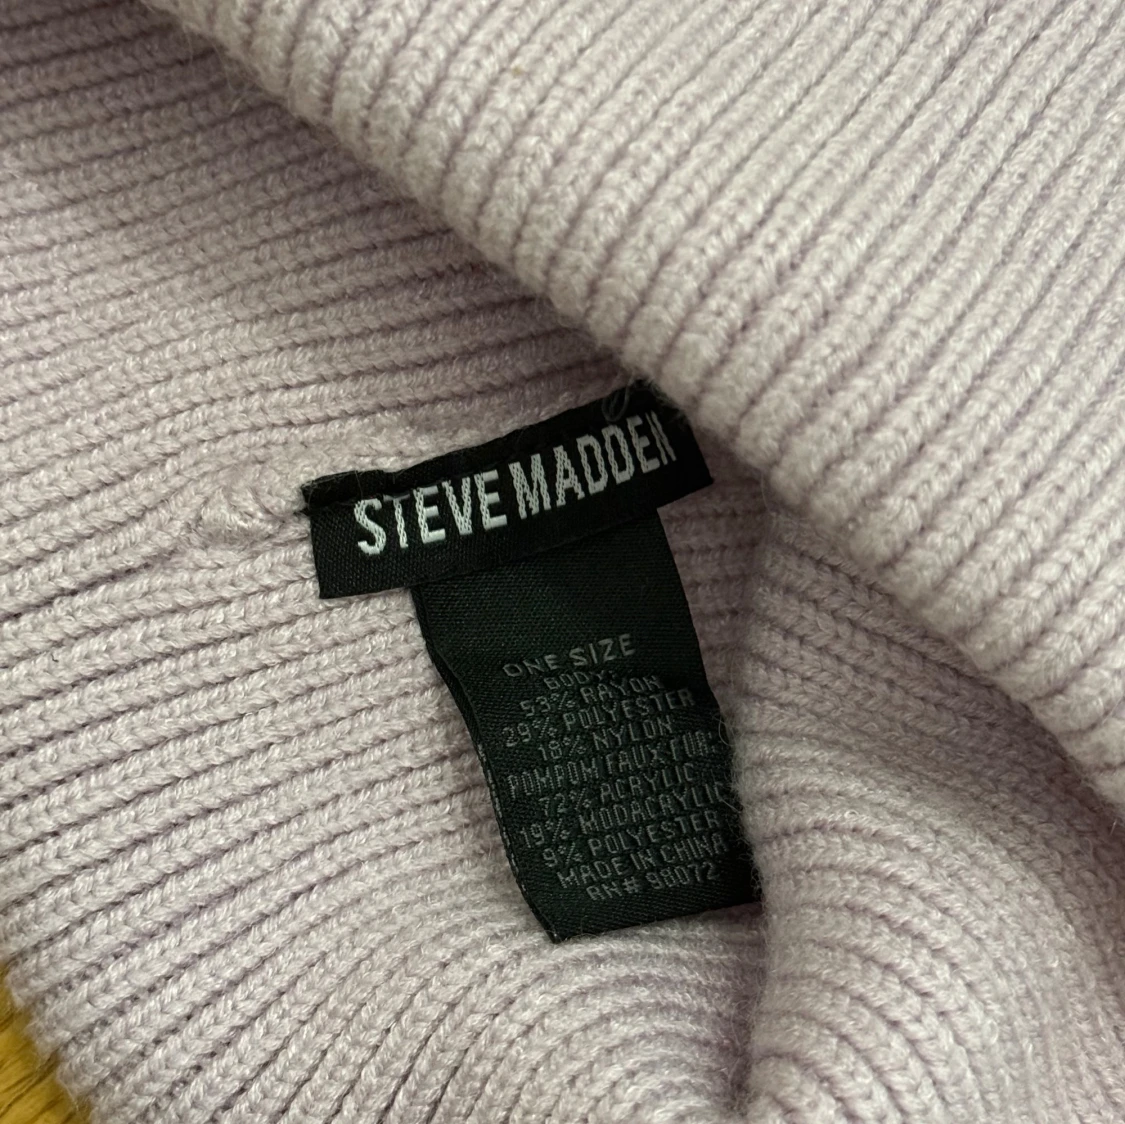 STEVE MADDEN
ONE SIZE
BODY:
53% RAYON
29% POLYESTER
18% NYLON
POMPOM FAUX FUR:
72% ACRYLIC
19% MODACRYLIC
9% POLYESTER
MADE IN CHINA
RN# 98072